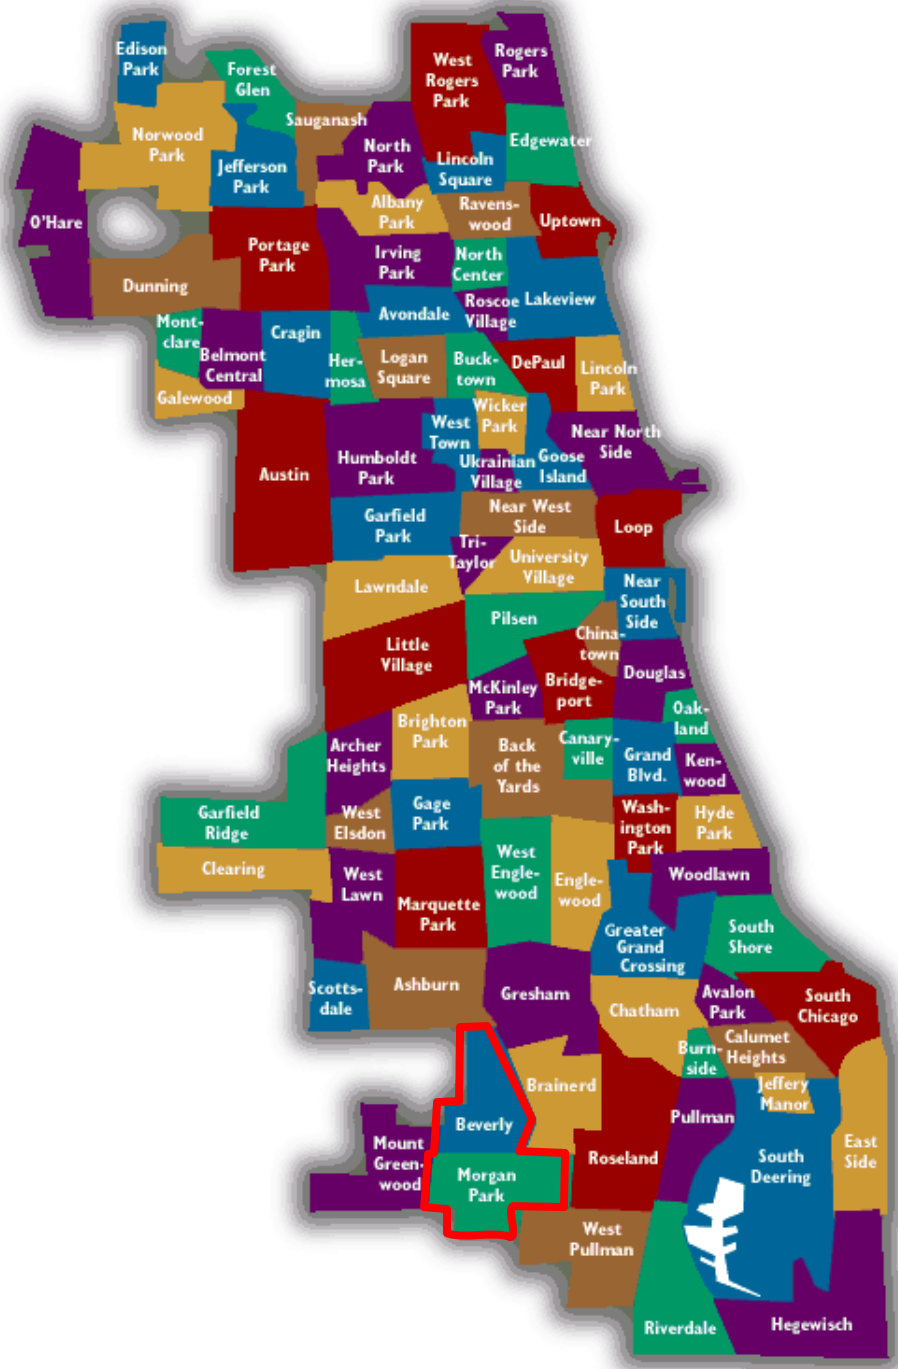 Edison
Park
Rogers
Park
West
Rogers
Park
Forest
Glen
Sauganash
Norwood
Park
North
Park
Edgewater
Jefferson
Park
Lincoln
Square
O'Hare
Albany
Park
Ravens-
wood
Uptown
Portage
Park
Irving
Park
North
Center
Dunning
Avondale
Roscoe
Village
Lakeview
Mont-
clare
Cragin
Belmont
Central
Her-
mosa
Logan
Square
Buck-
town
DePaul
Lincoln
Park
Galewood
Wicker
Park
West
Town
Near North
Side
Austin
Humboldt
Park
Ukrainian
Village
Goose
Island
Garfield
Park
Near West
Side
Loop
Tri-
Taylor
University
Village
Lawndale
Near
South
Side
Pilsen
China-
town
Little
Village
Douglas
McKinley
Park
Bridge-
port
Oak-
land
Brighton
Park
Archer
Heights
Back
of the
Yards
Canary-
ville
Grand
Blvd.
Ken-
wood
Garfield
Ridge
West
Elsdon
Gage
Park
Wash-
ington
Park
Hyde
Park
Clearing
West
Lawn
West
Engle-
wood
Engle-
wood
Woodlawn
Marquette
Park
Greater
Grand
Crossing
South
Shore
Scotts-
dale
Ashburn
Gresham
Chatham
Avalon
Park
South
Chicago
Burn-
side
Calumet
Heights
Brainerd
Jeffery
Manor
Beverly
Pullman
Mount
Green-
wood
Morgan
Park
Roseland
South
Deering
East
Side
West
Pullman
Riverdale
Hegewisch